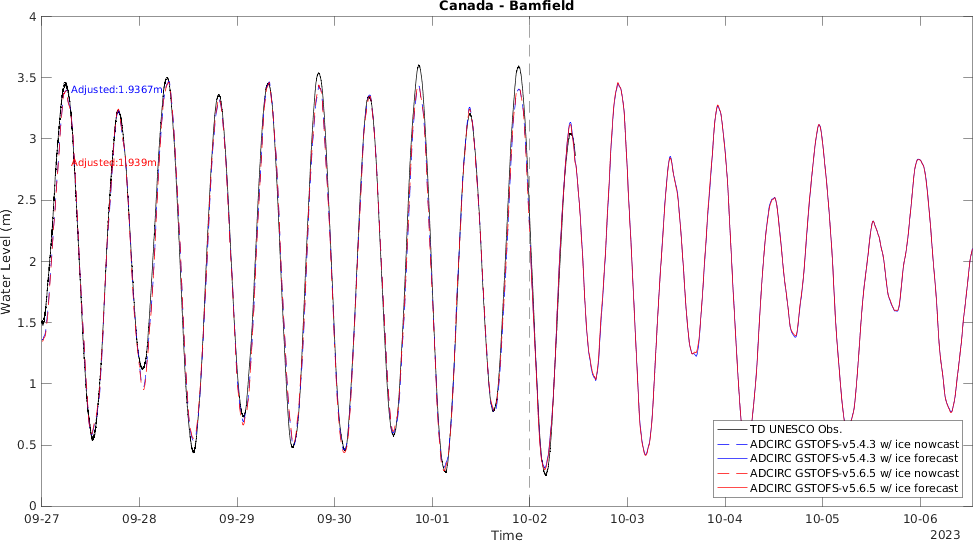 Canada - Bamfield
Water Level (m)
4
3.5
3
2.5
2
1.5
1
0.5
0
Adjusted:1.9367m
Adjusted:1.939m
TD UNESCO Obs.
ADCIRC GSTOFS-v5.4.3 w/ ice nowcast
ADCIRC GSTOFS-v5.4.3 w/ ice forecast
ADCIRC GSTOFS-v5.6.5 w/ ice nowcast
ADCIRC GSTOFS-v5.6.5 w/ ice forecast
09-27 09-28 09-29 09-30 10-01 10-02 10-03 10-04 10-05 10-06
Time
2023